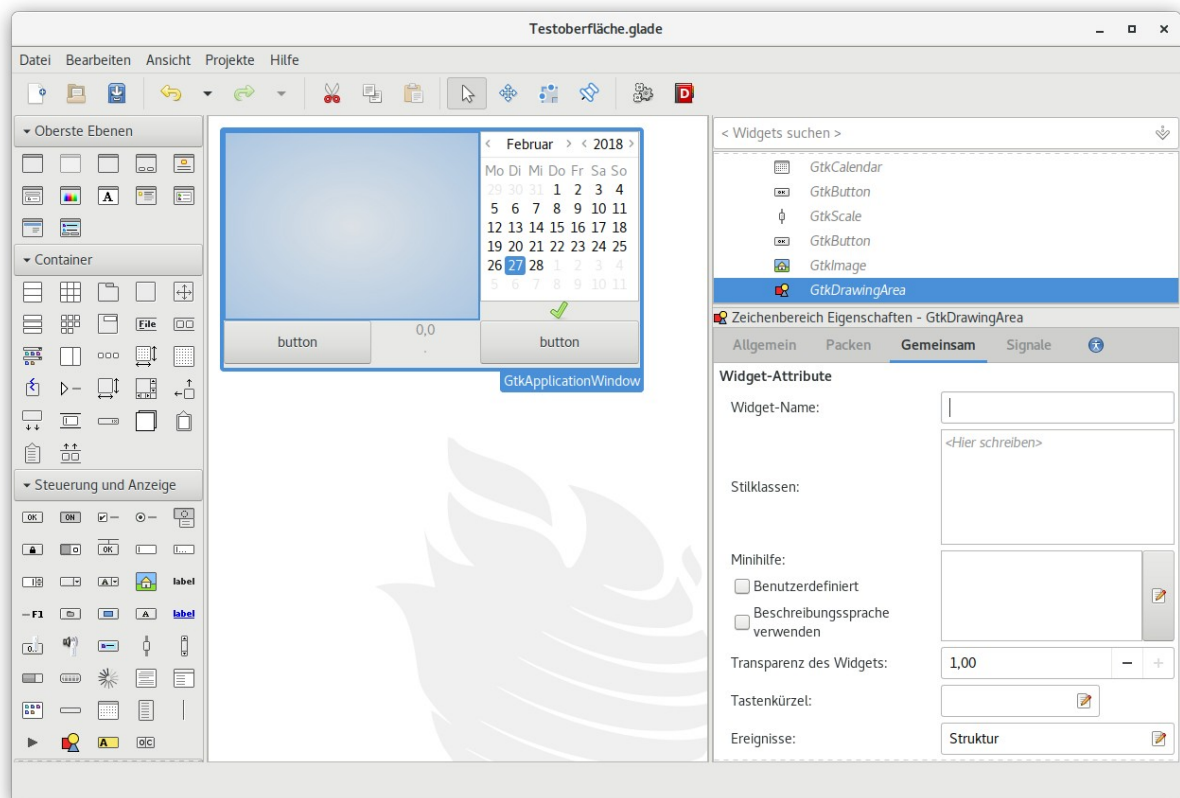 Testoberfläche.glade
Datei Bearbeiten Ansicht Projekte Hilfe
Oberste Ebenen
Container
File
Steuerung und Anzeige
OK ON
OK
label
F1 A label
A
Februar 2018
Mo Di Mi Do Fr Sa So
29 30 31 1 2 3 4
5 6 7 8 9 10 11
12 13 14 15 16 17 18
19 20 21 22 23 24 25
26 27 28 1 2 3 4
5 6 7 8 9 10 11
button
0,0
button
GtkApplicationWindow
< Widgets suchen >
GtkCalendar
GtkButton
GtkScale
GtkButton
GtkImage
GtkDrawingArea
Zeichenbereich Eigenschaften - GtkDrawingArea
Allgemein Packen Gemeinsam Signale
Widget-Attribute
Widget-Name:
Stilklassen:
<Hier schreiben>
Minihilfe:
Benutzerdefiniert
Beschreibungssprache
verwenden
Transparenz des Widgets: 1,00
Tastenkürzel:
Ereignisse: Struktur